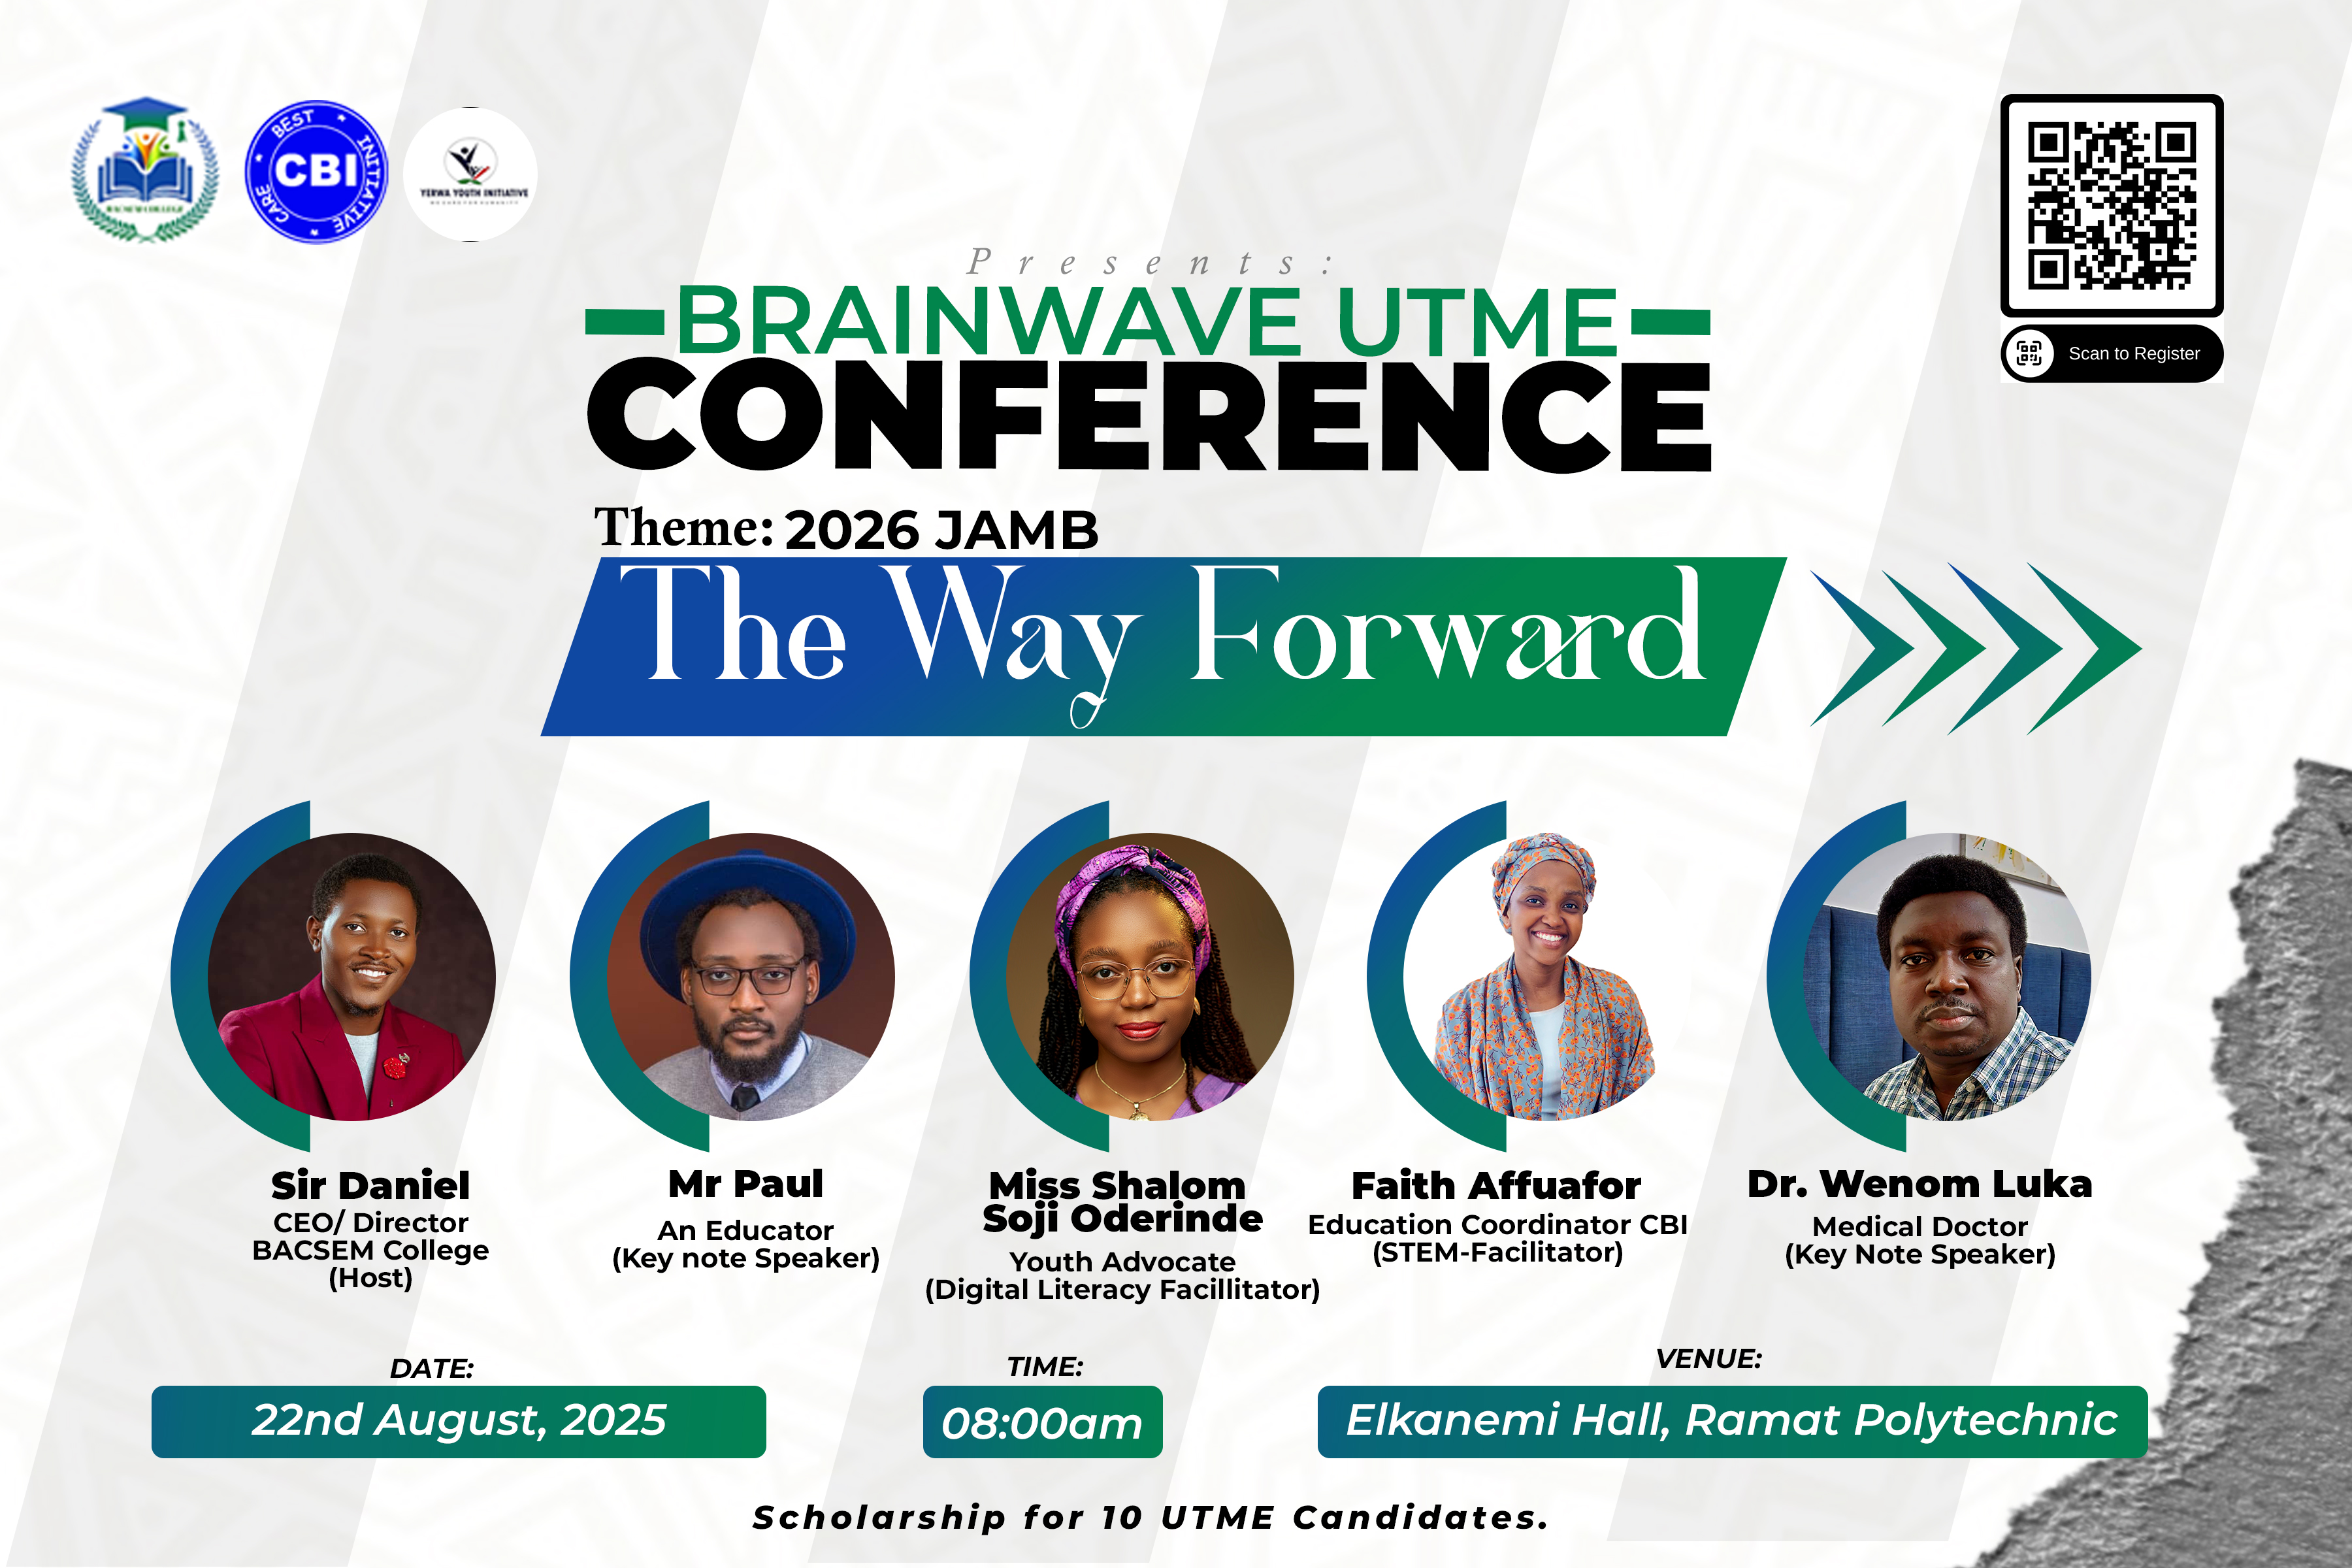 BACSEM COLLEGE
BEST
CARE
INITIATIVE
CBI
YERWA YOUTH INITIATIVE
Presents:
BRAINWAVE UTME
CONFERENCE
Scan to Register
Theme: 2026 JAMB
The Way Forward
Sir Daniel
CEO/ Director
BACSEM College
(Host)
Mr Paul
An Educator
(Key note Speaker)
Miss Shalom
Soji Oderinde
Youth Advocate
(Digital Literacy Facillitator)
Faith Affuafor
Education Coordinator CBI
(STEM-Facilitator)
Dr. Wenom Luka
Medical Doctor
(Key Note Speaker)
DATE:
22nd August, 2025
TIME:
08:00am
VENUE:
Elkanemi Hall, Ramat Polytechnic
Scholarship for 10 UTME Candidates.